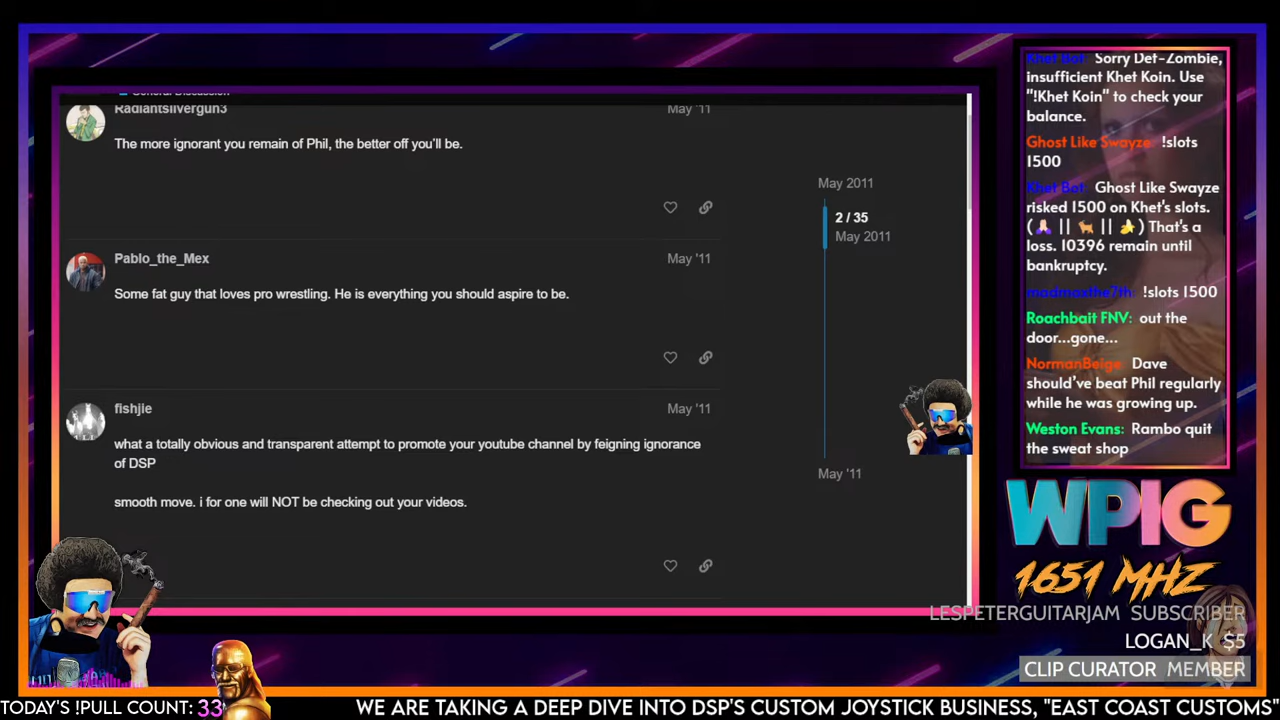 General Discussion
Radiantsilvergun3
May '11
The more ignorant you remain of Phil, the better off you'll be.
Pablo_the_Mex
May '11
Some fat guy that loves pro wrestling. He is everything you should aspire to be.
fishjie
May '11
what a totally obvious and transparent attempt to promote your youtube channel by feigning ignorance
of DSP
smooth move. i for one will NOT be checking out your videos.
May 2011
2 / 35
May 2011
May '11
Khet Bot: Sorry Det-Zombie,
insufficient Khet Koin. Use
"!Khet Koin" to check your
balance.
Ghost Like Swayze: !slots
1500
Khet Bot: Ghost Like Swayze
risked 1500 on Khet's slots.
( || || ) That's a
loss. 10396 remain until
bankruptcy.
madmaxthe7th: !slots 1500
Roachbait FNV: out the
door...gone...
NormanBeige: Dave
should've beat Phil regularly
while he was growing up.
Weston Evans: Rambo quit
the sweat shop
WPIG
1651 MHZ
LESPETERGUITARJAM SUBSCRIBER
LOGAN_K $5
CLIP CURATOR MEMBER
TODAY'S !PULL COUNT: 33
WE ARE TAKING A DEEP DIVE INTO DSP'S CUSTOM JOYSTICK BUSINESS, "EAST COAST CUSTOMS"